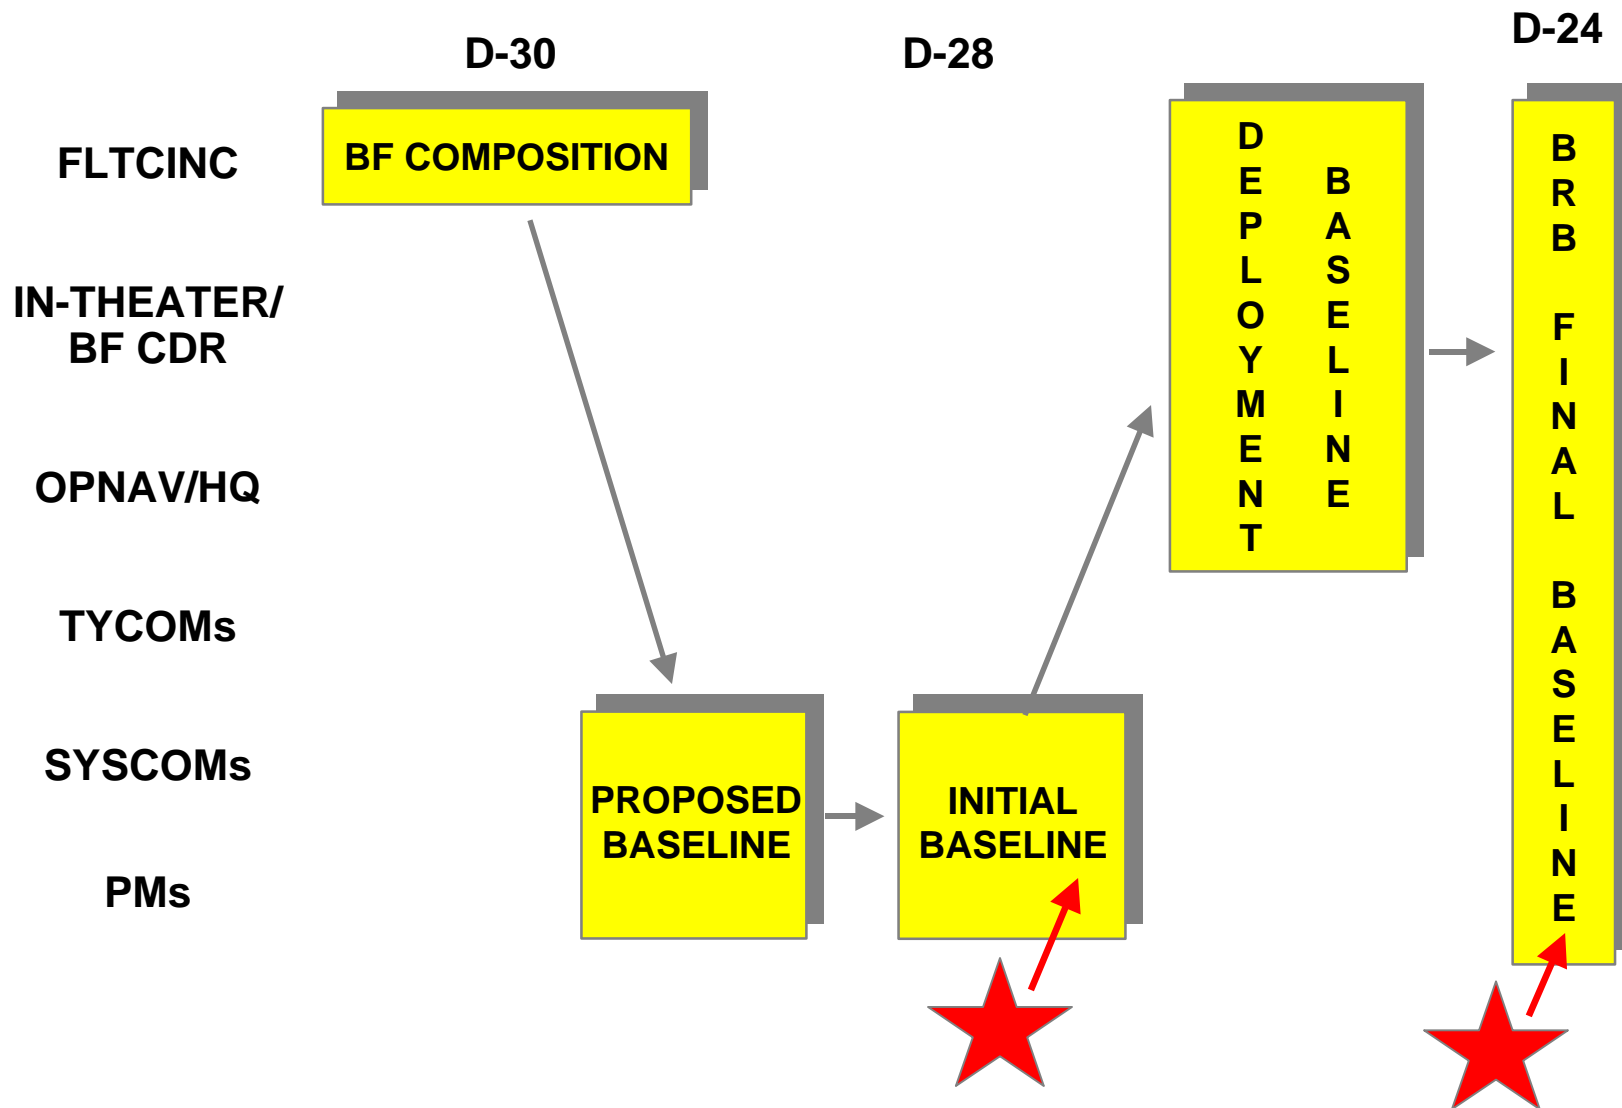 D-30
D-28
D-24
FLTCINC
BF COMPOSITION
IN-THEATER/
BF CDR
OPNAV/HQ
TYCOMs
SYSCOMs
PMs
PROPOSED
BASELINE
INITIAL
BASELINE
DEPLOYMENT
BASELINE
BRB FINAL BASELINE